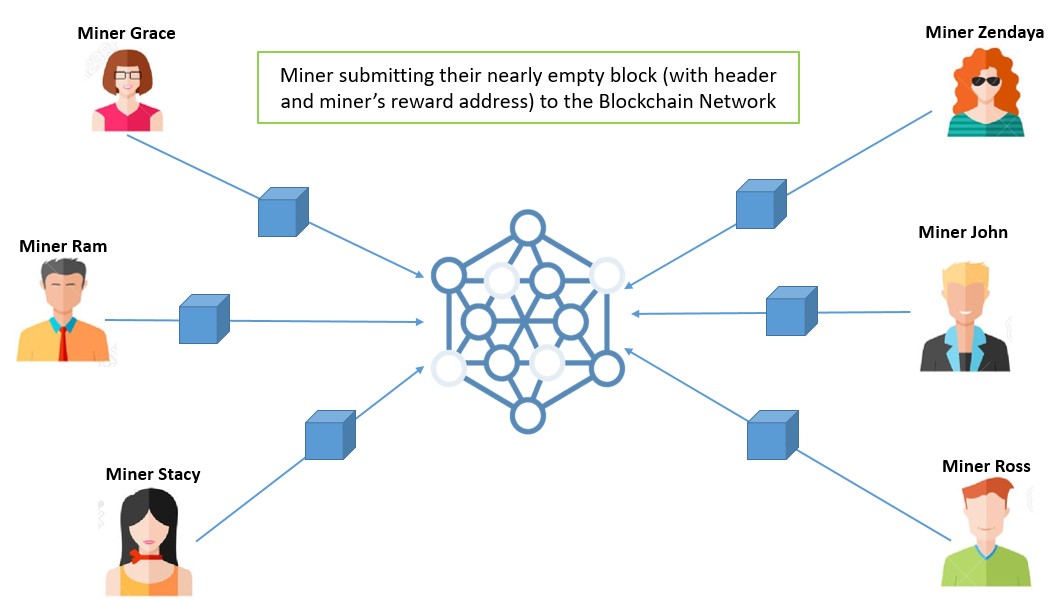 Miner Grace
Miner Zendaya
Miner submitting their nearly empty block (with header
and miner’s reward address) to the Blockchain Network
Miner Ram
Miner John
Miner Stacy
Miner Ross